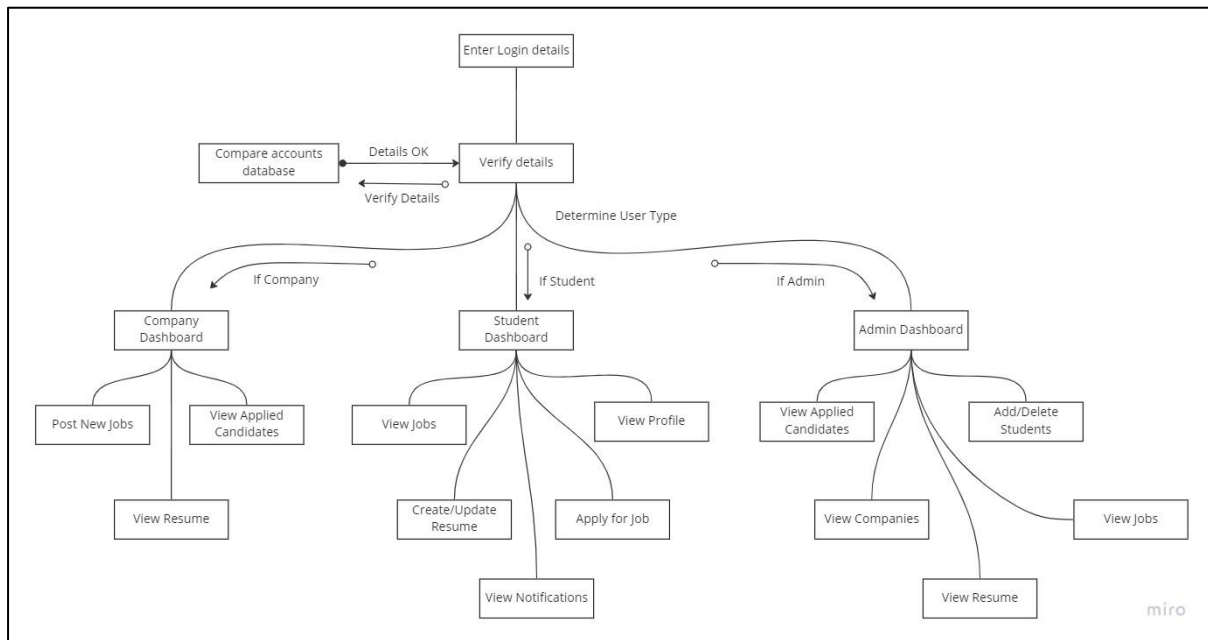 Enter Login details
Compare accounts
database
Details OK
Verify details
Verify Details
Determine User Type
If Company
If Student
If Admin
Company
Dashboard
Student
Dashboard
Admin Dashboard
Post New Jobs
View Applied
Candidates
View Resume
View Jobs
View Profile
Create/Update
Resume
Apply for Job
View Notifications
View Applied
Candidates
Add/Delete
Students
View Companies
View Jobs
View Resume
miro